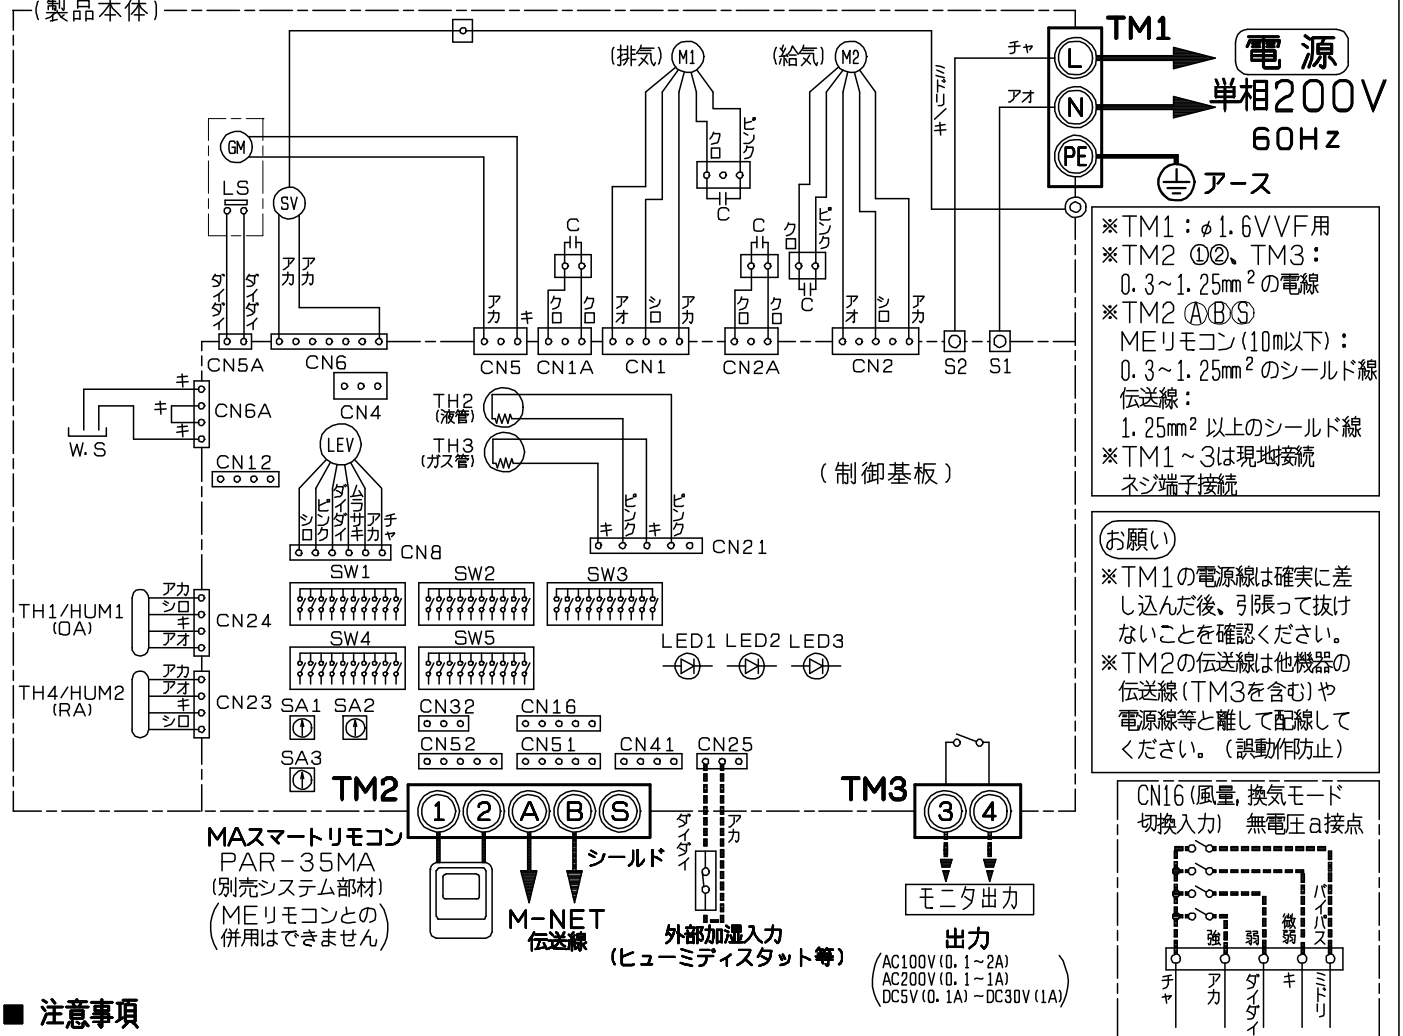 (製品本体)
TM1
L
N
PE
チャ
アオ
ミドリ/キ
電源
単相200V
60Hz
アース
(排気)
M1
(給気)
M2
クロ
ピンク
C
クロ
ピンク
C
GM
LS
SV
ダイダイ
ダイダイ
アカ
アカ
アカ
キ
C
クロ
クロ
アオ
シロ
アカ
C
クロ
クロ
アオ
シロ
アカ
CN5A
CN6
CN5
CN1A
CN1
CN2A
CN2
S2
S1
キ
キ
キ
CN6A
W.S
CN4
CN12
LEV
シロ
ピンク
ダイダイ
ムラサキ
アカ
チャ
CN8
TH2
(液管)
TH3
(ガス管)
キ
ピンク
キ
ピンク
CN21
(制御基板)
SW1
SW2
SW3
SW4
SW5
TH1/HUM1
(OA)
アカ
シロ
キ
アオ
CN24
TH4/HUM2
(RA)
アカ
アオ
キ
シロ
CN23
LED1
LED2
LED3
SA1
SA2
SA3
CN32
CN16
CN52
CN51
CN41
CN25
TM2
1
2
A
B
S
TM3
3
4
MAスマートリモコン
PAR-35MA
(別売システム部材)
(MEリモコンとの
併用はできません)
シールド
M-NET
伝送線
ダイダイ
アカ
外部加湿入力
(ヒューミディスタット等)
モニタ出力
出力
(AC100V(0.1~2A)
AC200V(0.1~1A)
DC5V(0.1A)~DC30V(1A))
※TM1:φ1.6VVF用
※TM2 ①②、TM3:
0.3~1.25mm²の電線
※TM2 ⒶⒷⓈ
MEリモコン(10m以下):
0.3~1.25mm²のシールド線
伝送線:
1.25mm²以上のシールド線
※TM1~3は現地接続
ネジ端子接続
お願い
※TM1の電源線は確実に差
し込んだ後、引張って抜け
ないことを確認ください。
※TM2の伝送線は他機器の
伝送線(TM3を含む)や
電源線等と離して配線して
ください。(誤動作防止)
CN16(風量,換気モード
切換入力) 無電圧a接点
強
弱
微弱
バイパス
チャ
アカ
ダイダイ
キ
ミドリ
■ 注意事項